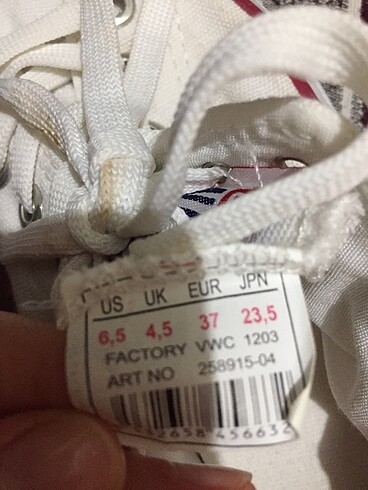 US UK EUR JPN
6,5 4,5 37 23,5
FACTORY VWC 1203
ART NO 258915-04